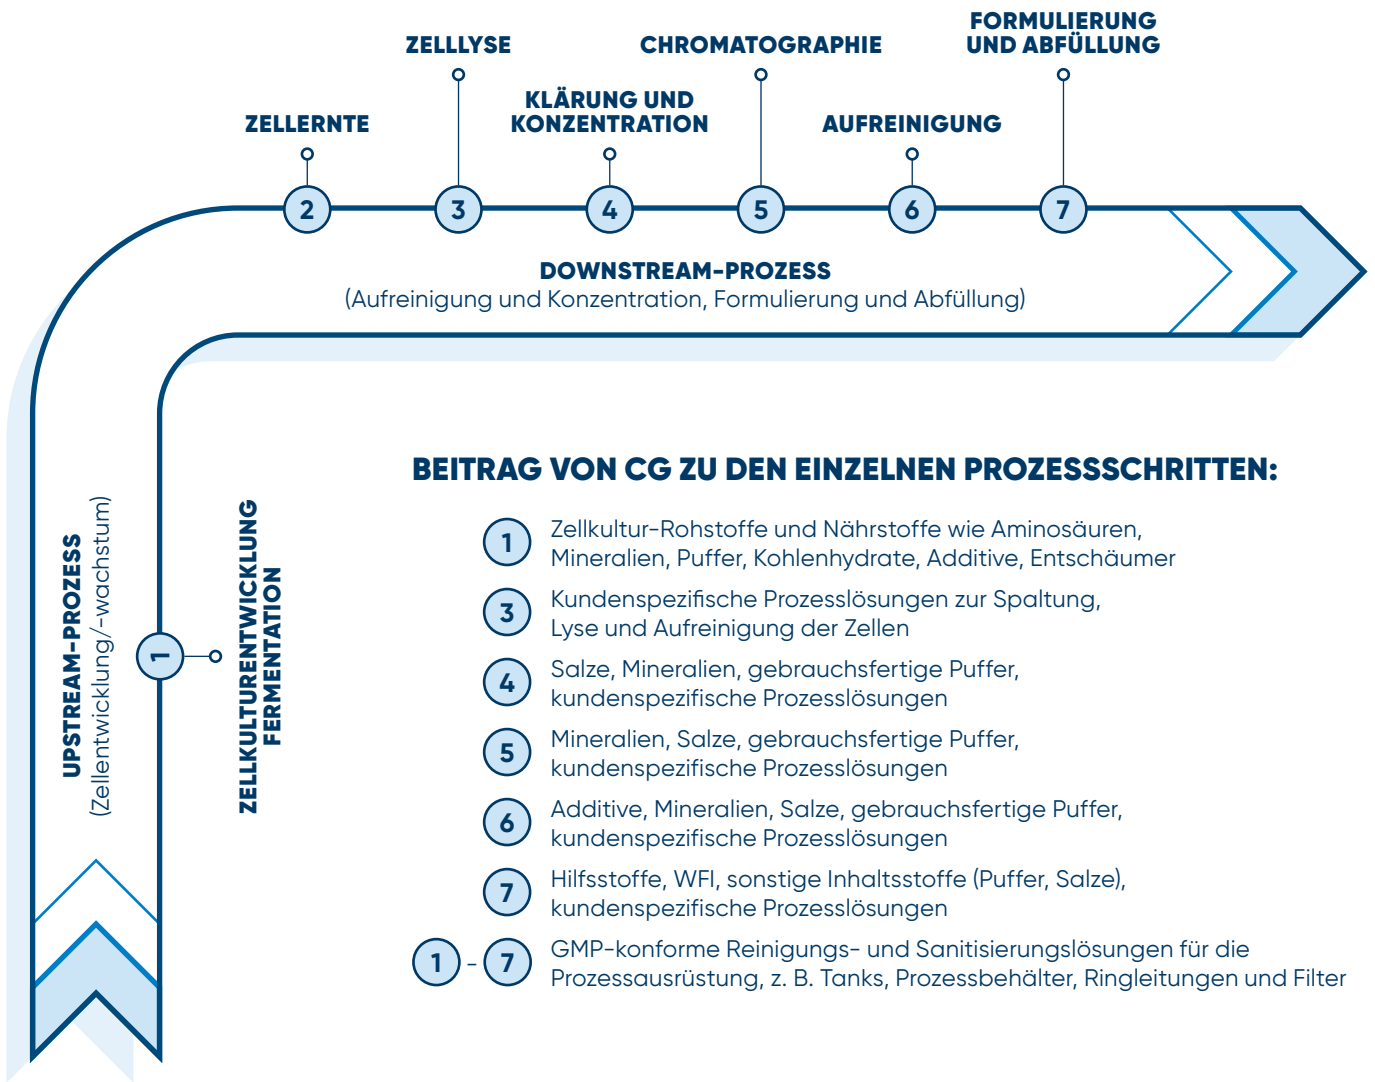 FORMULIERUNG
UND ABFÜLLUNG
ZELLLYSE
CHROMATOGRAPHIE
KLÄRUNG UND
KONZENTRATION
ZELLERNTE
AUFREINIGUNG
2
3
4
5
6
7
DOWNSTREAM-PROZESS
(Aufreinigung und Konzentration, Formulierung und Abfüllung)
UPSTREAM-PROZESS
(Zellentwicklung/-wachstum)
1
ZELLKULTURENTWICKLUNG
FERMENTATION
BEITRAG VON CG ZU DEN EINZELNEN PROZESSSCHRITTEN:
1
Zellkultur-Rohstoffe und Nährstoffe wie Aminosäuren,
Mineralien, Puffer, Kohlenhydrate, Additive, Entschäumer
3
Kundenspezifische Prozesslösungen zur Spaltung,
Lyse und Aufreinigung der Zellen
4
Salze, Mineralien, gebrauchsfertige Puffer,
kundenspezifische Prozesslösungen
5
Mineralien, Salze, gebrauchsfertige Puffer,
kundenspezifische Prozesslösungen
6
Additive, Mineralien, Salze, gebrauchsfertige Puffer,
kundenspezifische Prozesslösungen
7
Hilfsstoffe, WFI, sonstige Inhaltsstoffe (Puffer, Salze),
kundenspezifische Prozesslösungen
1 - 7
GMP-konforme Reinigungs- und Sanitisierungslösungen für die
Prozessausrüstung, z. B. Tanks, Prozessbehälter, Ringleitungen und Filter